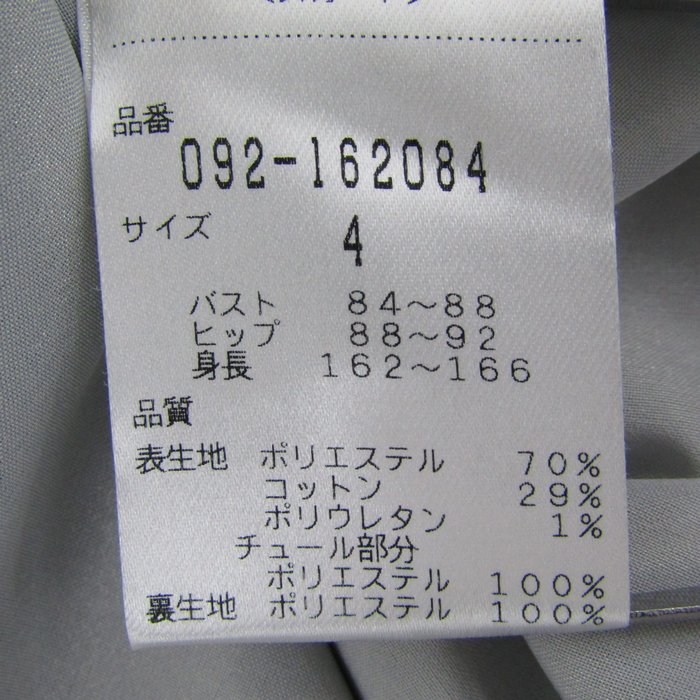 品番
092-162084
サイズ 4
バスト 84～88
ヒップ 88～92
身長 162～166
品質
表生地 ポリエステル 70%
コットン 29%
ポリウレタン 1%
チュール部分
ポリエステル 100%
裏生地 ポリエステル 100%